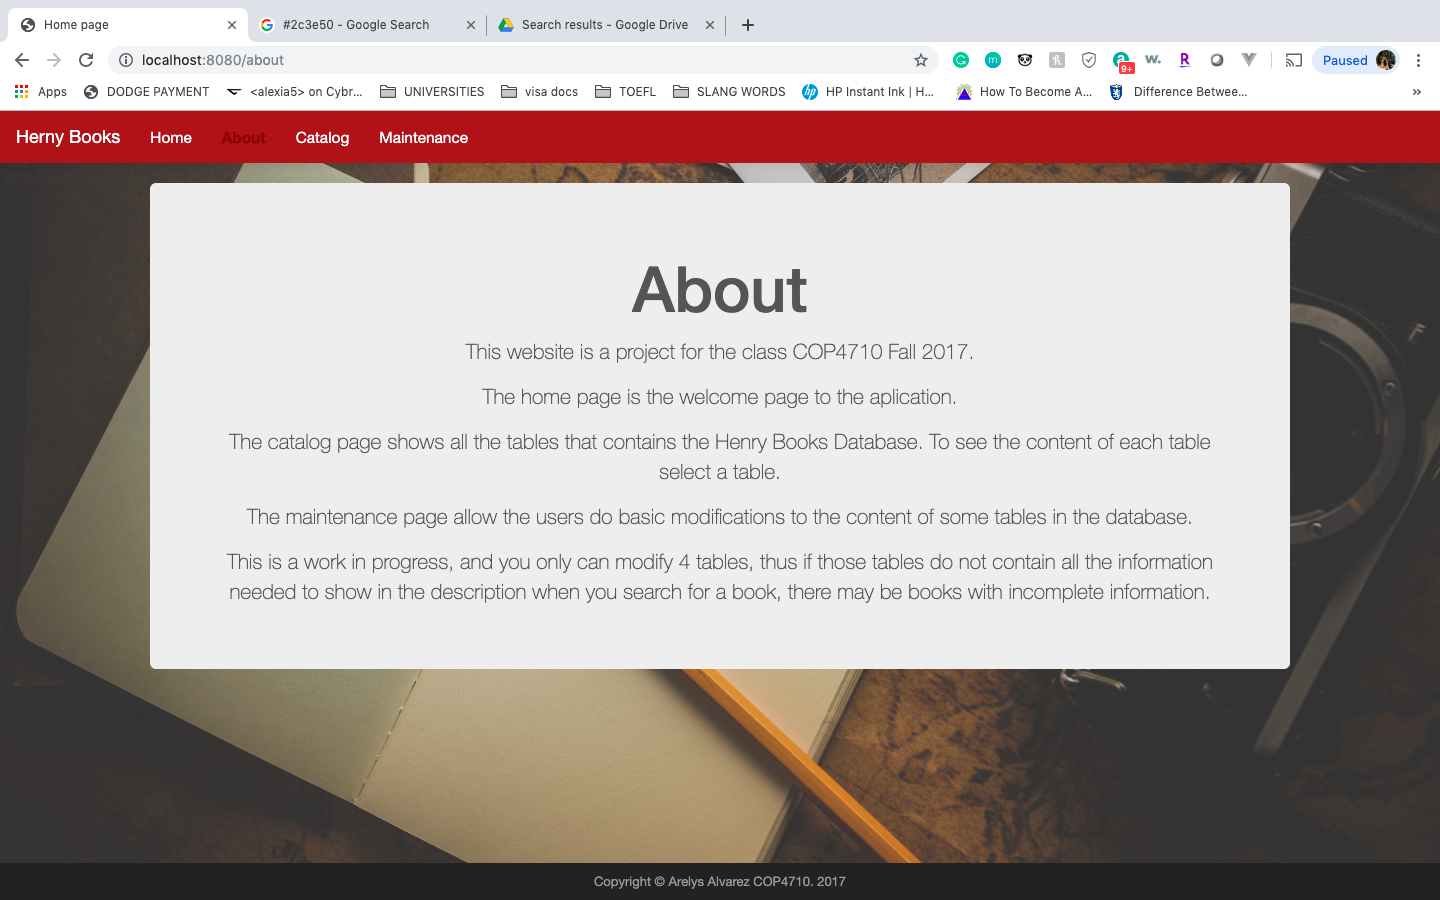 Home page
#2c3e50 - Google Search
Search results - Google Drive
localhost:8080/about
9+
w.
R
Paused
Apps
DODGE PAYMENT
<alexia5> on Cybr...
UNIVERSITIES
visa docs
TOEFL
SLANG WORDS
HP Instant Ink | H...
How To Become A...
Difference Betwee...
»
Herny Books
Home
About
Catalog
Maintenance
About
This website is a project for the class COP4710 Fall 2017.
The home page is the welcome page to the aplication.
The catalog page shows all the tables that contains the Henry Books Database. To see the content of each table
select a table.
The maintenance page allow the users do basic modifications to the content of some tables in the database.
This is a work in progress, and you only can modify 4 tables, thus if those tables do not contain all the information
needed to show in the description when you search for a book, there may be books with incomplete information.
Copyright © Arelys Alvarez COP4710. 2017